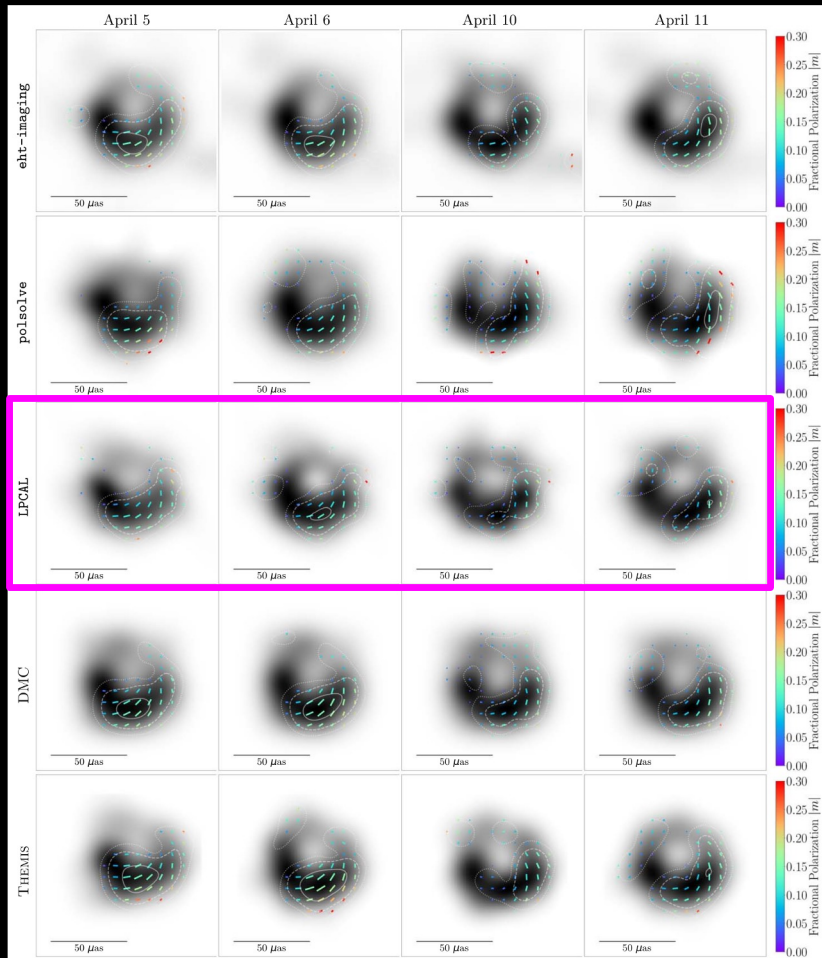 April 5 April 6 April 10 April 11
eht-imaging
50 μas 50 μas 50 μas 50 μas
0.30
0.25
0.20
0.15
0.10
0.05
0.00
Fractional Polarization |m|
polsolve
50 μas 50 μas 50 μas 50 μas
0.30
0.25
0.20
0.15
0.10
0.05
0.00
Fractional Polarization |m|
LPCAL
50 μas 50 μas 50 μas 50 μas
0.30
0.25
0.20
0.15
0.10
0.05
0.00
Fractional Polarization |m|
DMC
50 μas 50 μas 50 μas 50 μas
0.30
0.25
0.20
0.15
0.10
0.05
0.00
Fractional Polarization |m|
THEMIS
50 μas 50 μas 50 μas 50 μas
0.30
0.25
0.20
0.15
0.10
0.05
0.00
Fractional Polarization |m|